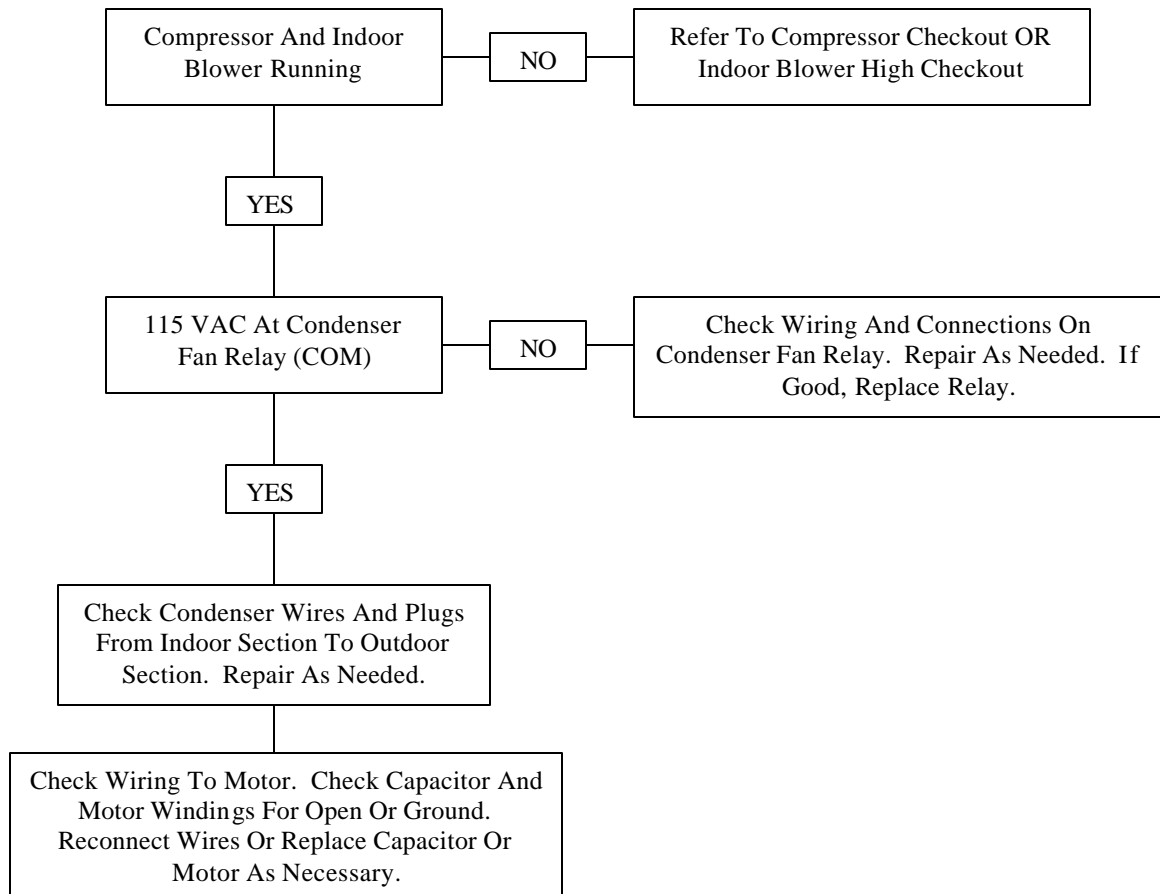 Compressor And Indoor
Blower Running
NO
Refer To Compressor Checkout OR
Indoor Blower High Checkout
YES
115 VAC At Condenser
Fan Relay (COM)
NO
Check Wiring And Connections On
Condenser Fan Relay.  Repair As Needed.  If
Good, Replace Relay.
YES
Check Condenser Wires And Plugs
From Indoor Section To Outdoor
Section.  Repair As Needed.
Check Wiring To Motor.  Check Capacitor And
Motor Windings For Open Or Ground.
Reconnect Wires Or Replace Capacitor Or
Motor As Necessary.